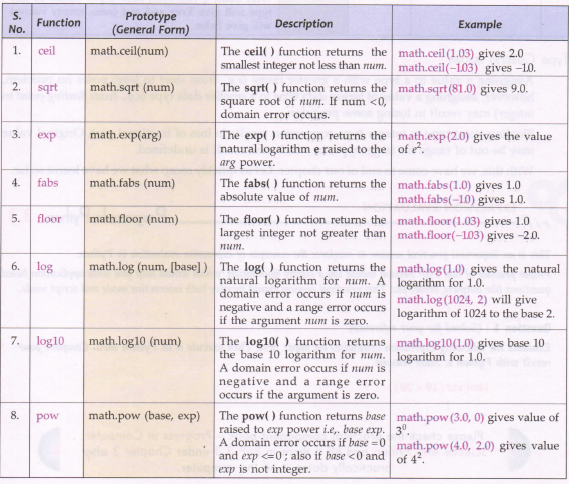 S. No. Function Prototype (General Form) Description Example
1. ceil math.ceil(num) The ceil( ) function returns the smallest integer not less than num. math.ceil(1.03) gives 2.0
math.ceil(–1.03) gives –1.0.
2. sqrt math.sqrt (num) The sqrt( ) function returns the square root of num. If num <0, domain error occurs. math.sqrt(81.0) gives 9.0.
3. exp math.exp(arg) The exp( ) function returns the natural logarithm e raised to the arg power. math.exp(2.0) gives the value of e².
4. fabs math.fabs (num) The fabs( ) function returns the absolute value of num. math.fabs(1.0) gives 1.0
math.fabs(–1.0) gives 1.0.
5. floor math.floor (num) The floor( ) function returns the largest integer not greater than num. math.floor(1.03) gives 1.0
math.floor(–1.03) gives –2.0.
6. log math.log (num, [base] ) The log( ) function returns the natural logarithm for num. A domain error occurs if num is negative and a range error occurs if the argument num is zero. math.log(1.0) gives the natural logarithm for 1.0.
math.log(1024, 2) will give logarithm of 1024 to the base 2.
7. log10 math.log10 (num) The log10( ) function returns the base 10 logarithm for num. A domain error occurs if num is negative and a range error occurs if the argument is zero. math.log10(1.0) gives base 10 logarithm for 1.0.
8. pow math.pow (base, exp) The pow( ) function returns base raised to exp power i.e,. base exp. A domain error occurs if base = 0 and exp <=0 ; also if base <0 and exp is not integer. math.pow (3.0, 0) gives value of 3⁰.
math.pow (4.0, 2.0) gives value of 4².